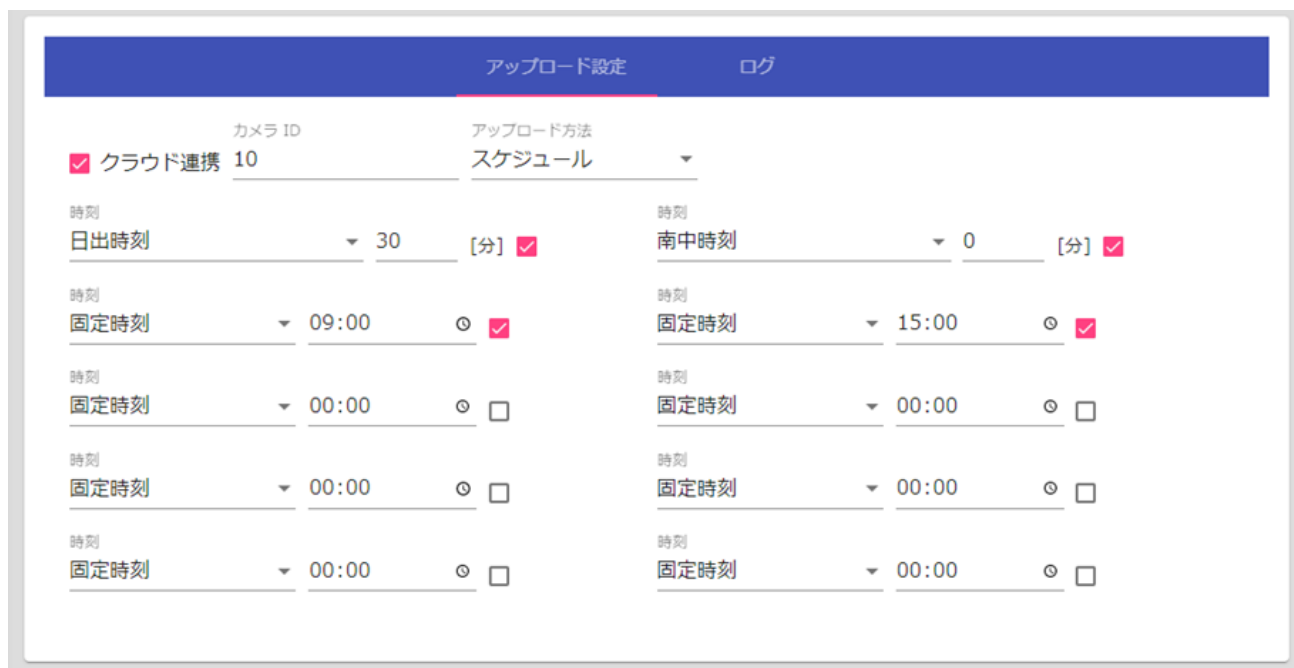 アップロード設定 ログ
カメラ ID アップロード方法
クラウド連携 10 スケジュール
時刻 時刻
日出時刻 30 [分] 南中時刻 0 [分]
時刻 時刻
固定時刻 09:00 固定時刻 15:00
時刻 時刻
固定時刻 00:00 固定時刻 00:00
時刻 時刻
固定時刻 00:00 固定時刻 00:00
時刻 時刻
固定時刻 00:00 固定時刻 00:00